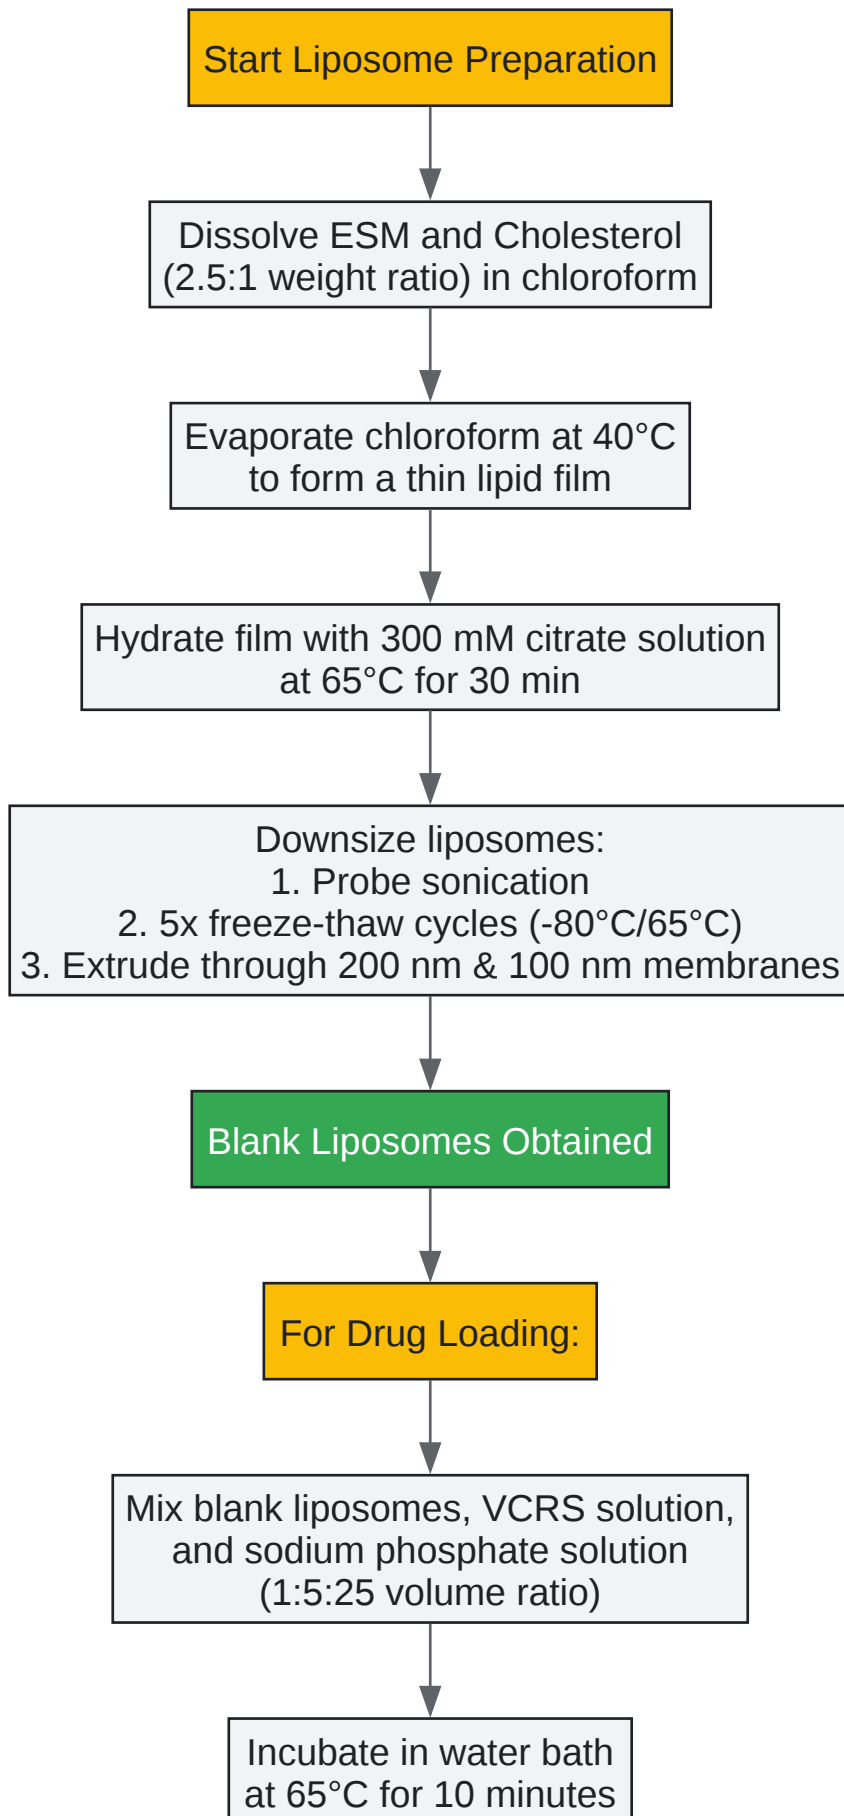 Start Liposome Preparation
Dissolve ESM and Cholesterol
(2.5:1 weight ratio) in chloroform
Evaporate chloroform at 40°C
to form a thin lipid film
Hydrate film with 300 mM citrate solution
at 65°C for 30 min
Downsize liposomes:
1. Probe sonication
2. 5x freeze-thaw cycles (-80°C/65°C)
3. Extrude through 200 nm & 100 nm membranes
Blank Liposomes Obtained
For Drug Loading:
Mix blank liposomes, VCRS solution,
and sodium phosphate solution
(1:5:25 volume ratio)
Incubate in water bath
at 65°C for 10 minutes